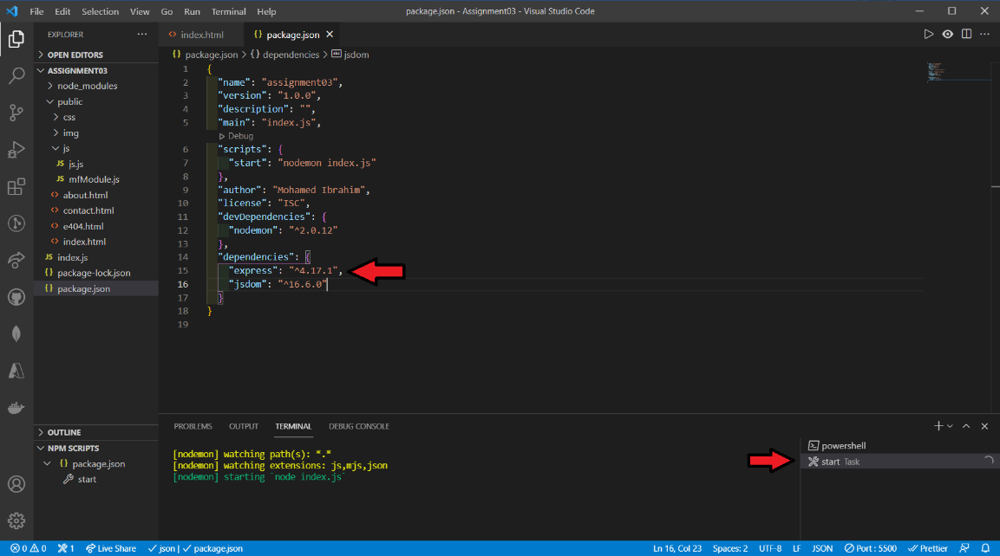 File Edit Selection View Go Run Terminal Help package.json - Assignment03 - Visual Studio Code
EXPLORER ···
OPEN EDITORS
ASSIGNMENT03
node_modules
public
css
img
js
JS js.js
JS mfModule.js
<> about.html
<> contact.html
<> e404.html
<> index.html
JS index.js
{} package-lock.json
{} package.json
OUTLINE
NPM SCRIPTS
{} package.json
start
<> index.html {} package.json ×
{} package.json > {} dependencies > abc jsdom
1 {
2 "name": "assignment03",
3 "version": "1.0.0",
4 "description": "",
5 "main": "index.js",
Debug
6 "scripts": {
7 "start": "nodemon index.js"
8 },
9 "author": "Mohamed Ibrahim",
10 "license": "ISC",
11 "devDependencies": {
12 "nodemon": "^2.0.12"
13 },
14 "dependencies": {
15 "express": "^4.17.1",
16 "jsdom": "^16.6.0"
17 }
18 }
19
PROBLEMS OUTPUT TERMINAL DEBUG CONSOLE
[nodemon] watching path(s): *.*
[nodemon] watching extensions: js,mjs,json
[nodemon] starting `node index.js`
powershell
start Task
0 0 1 Live Share json | package.json Ln 16, Col 23 Spaces: 2 UTF-8 LF JSON Port : 5500 Prettier